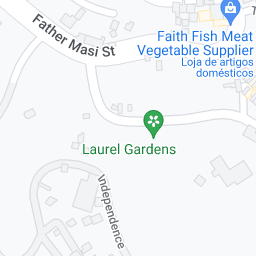 Father Masi St
Faith Fish Meat
Vegetable Supplier
Loja de artigos
domésticos
Laurel Gardens
Independence